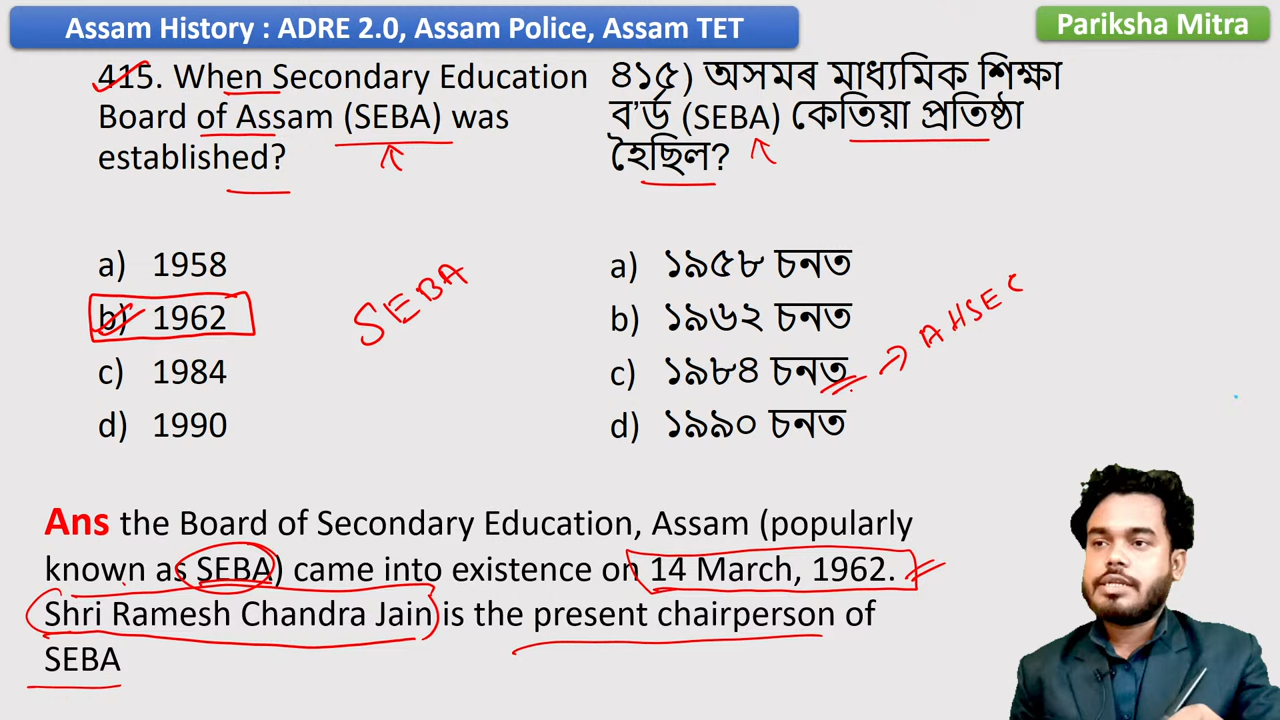 Assam History : ADRE 2.0, Assam Police, Assam TET
Pariksha Mitra
415. When Secondary Education
Board of Assam (SEBA) was
established?
a) 1958
b) 1962
c) 1984
d) 1990
SEBA
৪১৫) অসমৰ মাধ্যমিক শিক্ষা
ব'ৰ্ড (SEBA) কেতিয়া প্ৰতিষ্ঠা
হৈছিল?
a) ১৯৫৮ চনত
b) ১৯৬২ চনত
c) ১৯৮৪ চনত
d) ১৯৯০ চনত
AHSEC
Ans the Board of Secondary Education, Assam (popularly
known as SEBA) came into existence on 14 March, 1962.
Shri Ramesh Chandra Jain is the present chairperson of
SEBA